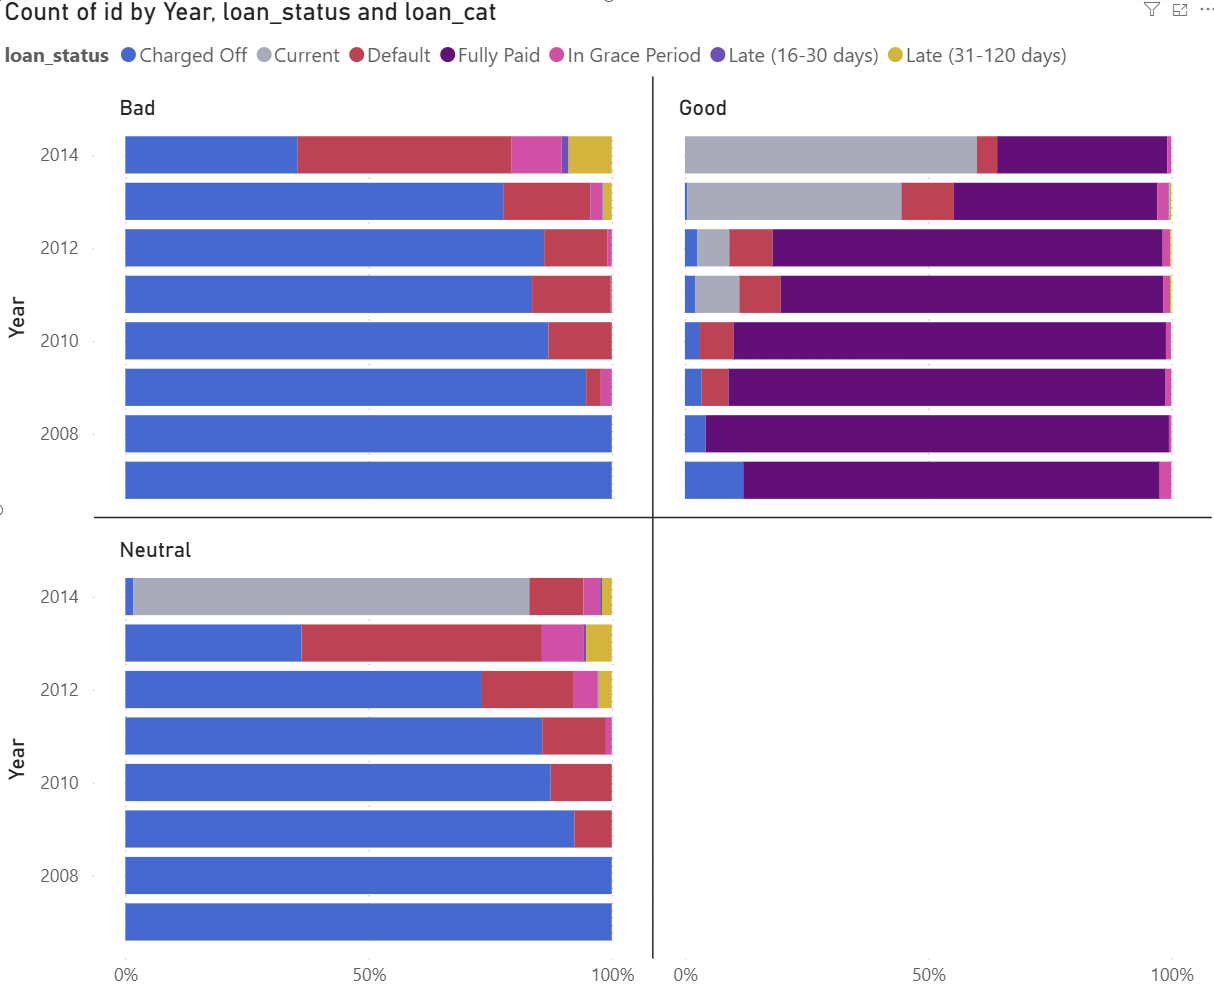 Count of id by Year, loan_status and loan_cat
loan_status Charged Off Current Default Fully Paid In Grace Period Late (16-30 days) Late (31-120 days)
Bad
Good
2014
2012
2010
2008
Year
Neutral
2014
2012
2010
2008
Year
0% 50% 100% 0% 50% 100%